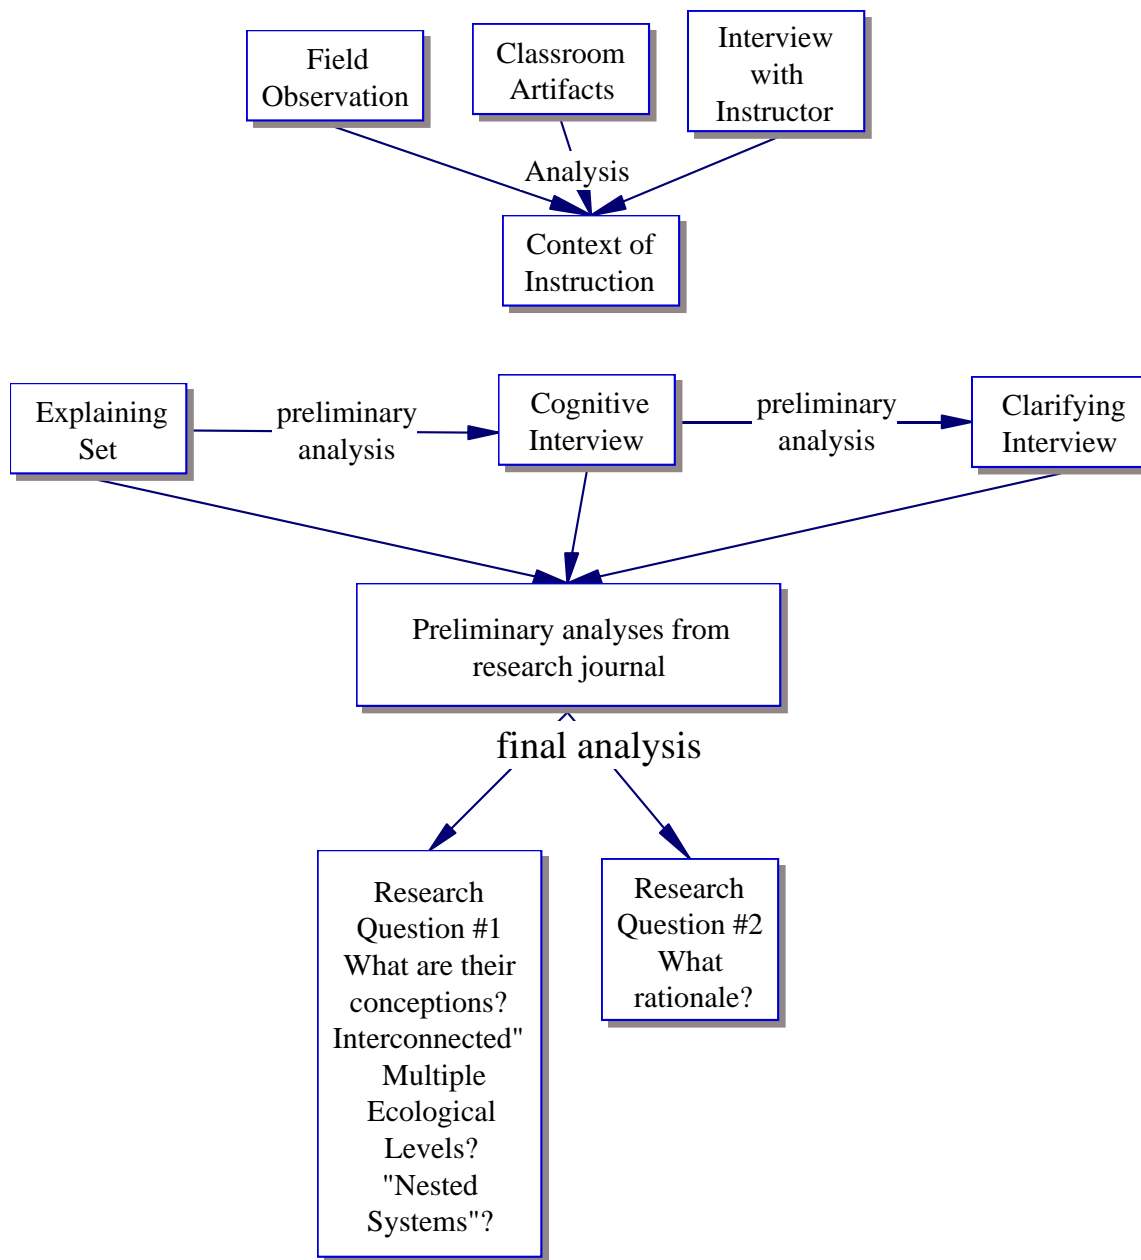 Field
Observation
Classroom
Artifacts
Interview
with
Instructor
Analysis
Context of
Instruction
Explaining
Set
preliminary
analysis
Cognitive
Interview
preliminary
analysis
Clarifying
Interview
Preliminary analyses from
research journal
final analysis
Research
Question #1
What are their
conceptions?
Interconnected"
Multiple
Ecological
Levels?
"Nested
Systems"?
Research
Question #2
What
rationale?